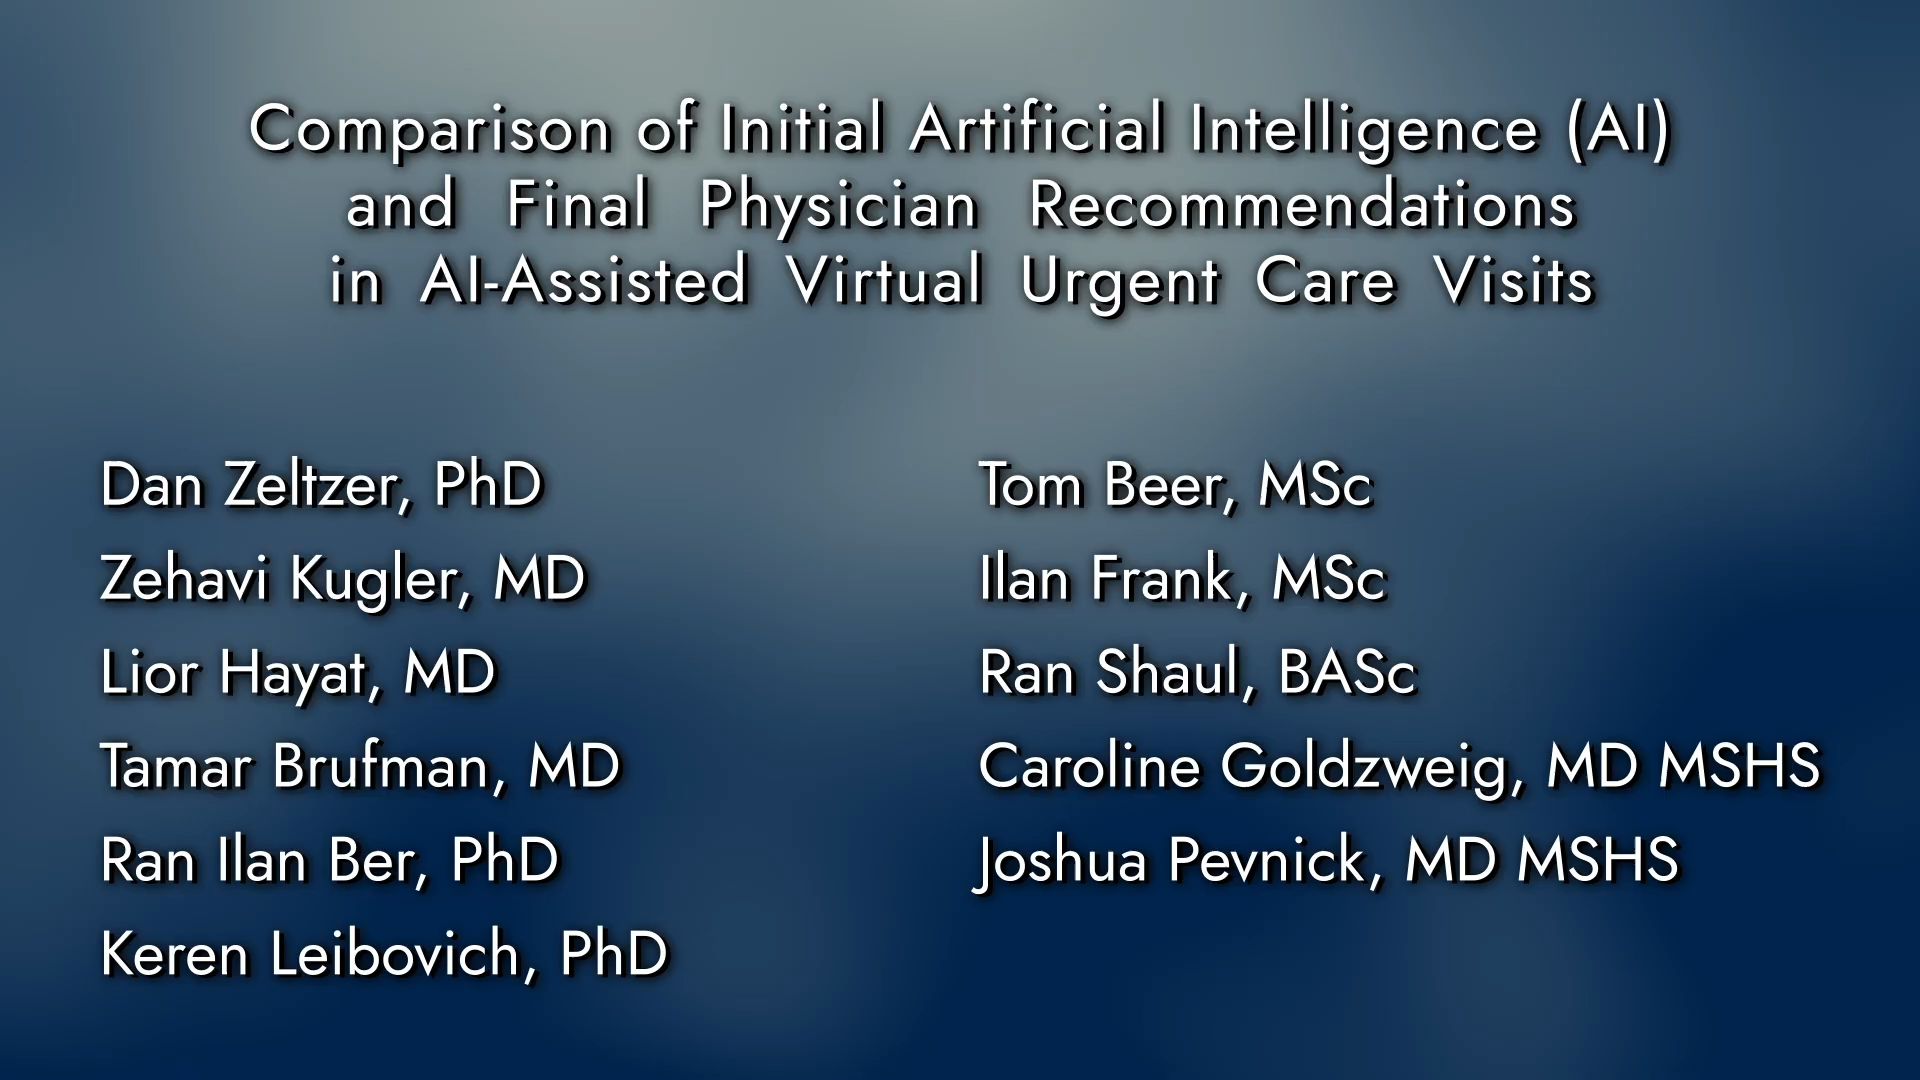 Comparison of Initial Artificial Intelligence (AI)
and Final Physician Recommendations
in AI-Assisted Virtual Urgent Care Visits
Dan Zeltzer, PhD
Zehavi Kugler, MD
Lior Hayat, MD
Tamar Brufman, MD
Ran Ilan Ber, PhD
Keren Leibovich, PhD
Tom Beer, MSc
Ilan Frank, MSc
Ran Shaul, BASc
Caroline Goldzweig, MD MSHS
Joshua Pevnick, MD MSHS